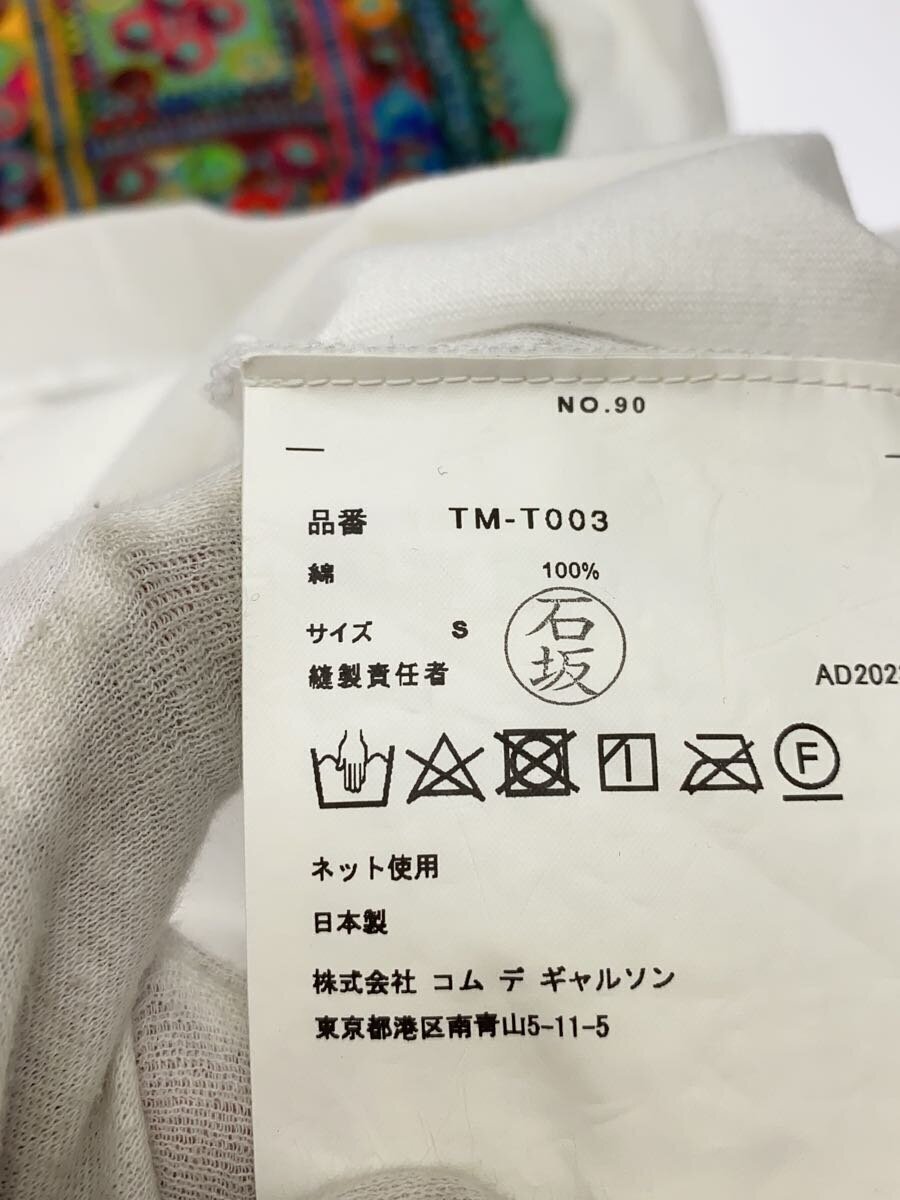 NO.90
品番 TM-T003
綿 100%
サイズ S 石坂
縫製責任者 AD202
F
ネット使用
日本製
株式会社 コム デ ギャルソン
東京都港区南青山5-11-5